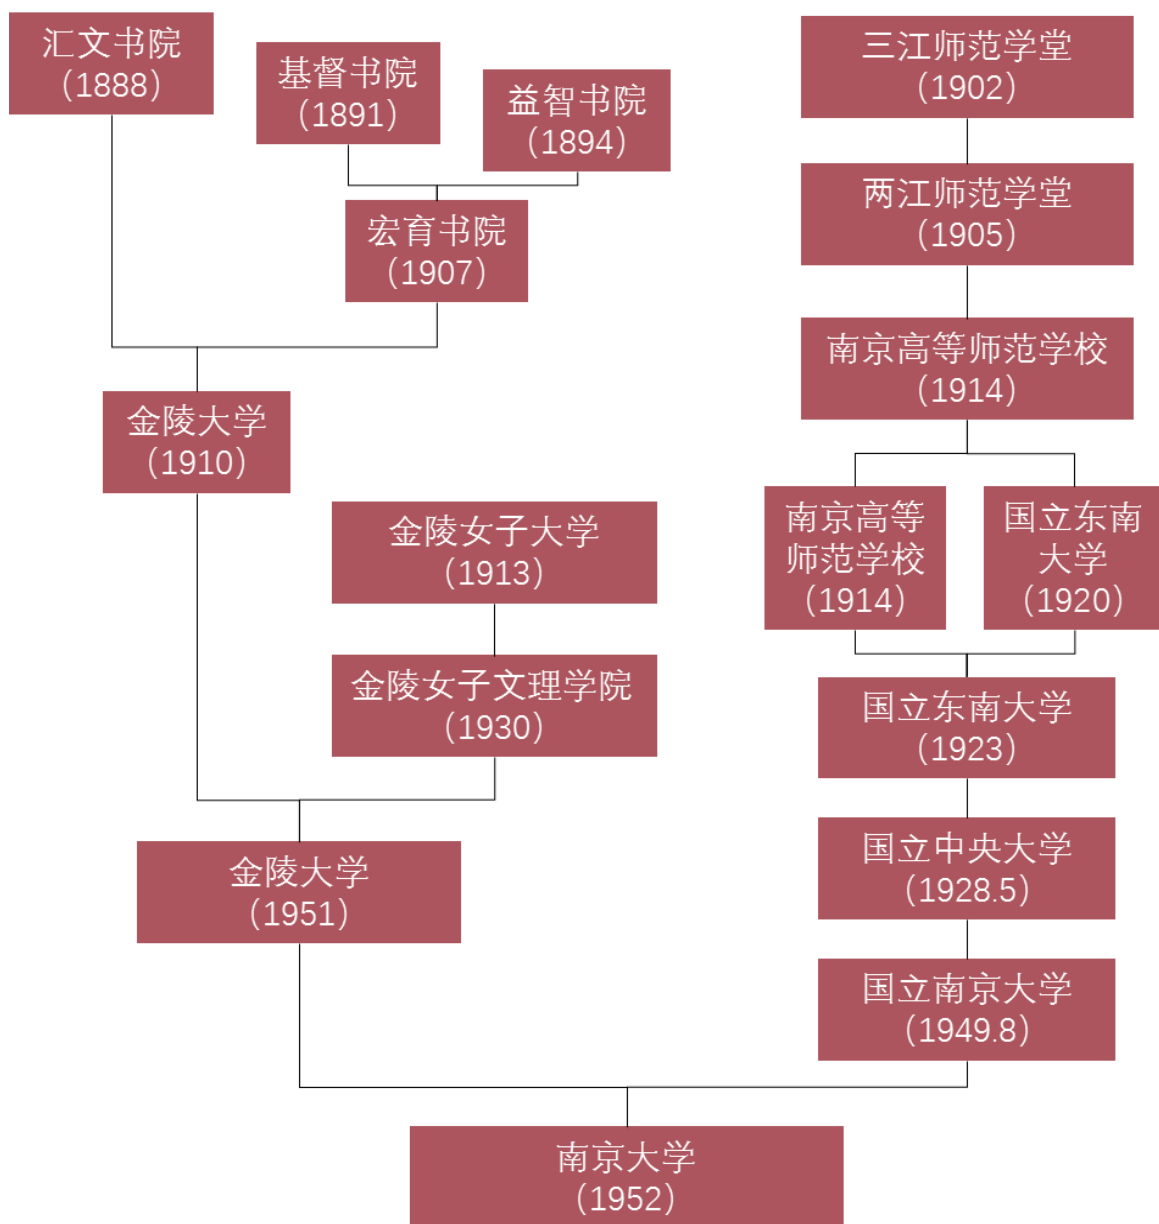 汇文书院
（1888）
基督书院
（1891）
益智书院
（1894）
宏育书院
（1907）
金陵大学
（1910）
金陵女子大学
（1913）
金陵女子文理学院
（1930）
金陵大学
（1951）
三江师范学堂
（1902）
两江师范学堂
（1905）
南京高等师范学校
（1914）
南京高等
师范学校
（1914）
国立东南
大学
（1920）
国立东南大学
（1923）
国立中央大学
（1928.5）
国立南京大学
（1949.8）
南京大学
（1952）